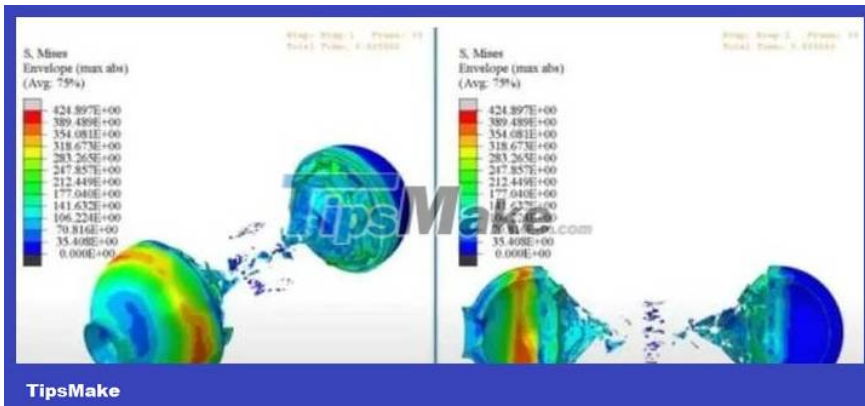 S, Mises
Envelope (max abs)
(Avg: 75%)
424.897E+00
389.489E+00
354.081E+00
318.673E+00
283.265E+00
247.857E+00
212.449E+00
177.040E+00
141.632E+00
106.224E+00
70.816E+00
35.408E+00
0.000E+00
S, Mises
Envelope (max abs)
(Avg: 75%)
424.897E+00
389.489E+00
354.081E+00
318.673E+00
283.265E+00
247.857E+00
212.449E+00
177.040E+00
35.408E+00
0.000E+00
TipsMake.com
TipsMake